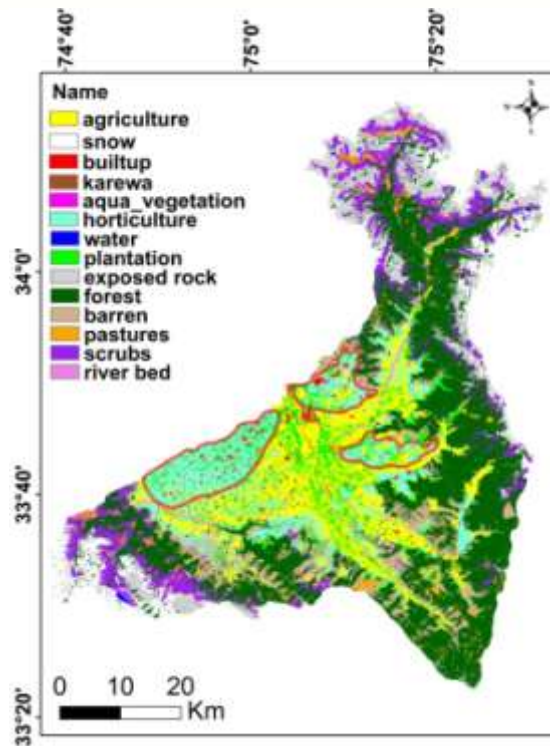 74°40'
75°0'
75°20'
Name
agriculture
snow
builtup
karewa
aqua_vegetation
horticulture
water
plantation
exposed rock
forest
barren
pastures
scrubs
river bed
34°0'
33°40'
33°20'
0 10 20
Km